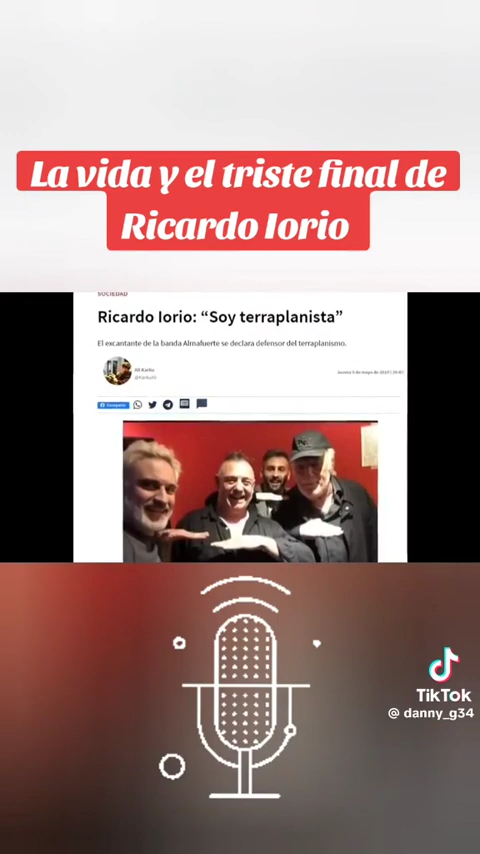 La vida y el triste final de
Ricardo Iorio
SOCIEDAD
Ricardo Iorio: “Soy terraplanista”
El excantante de la banda Almafuerte se declara defensor del terraplanismo.
Compartir
TikTok
@ danny_g34